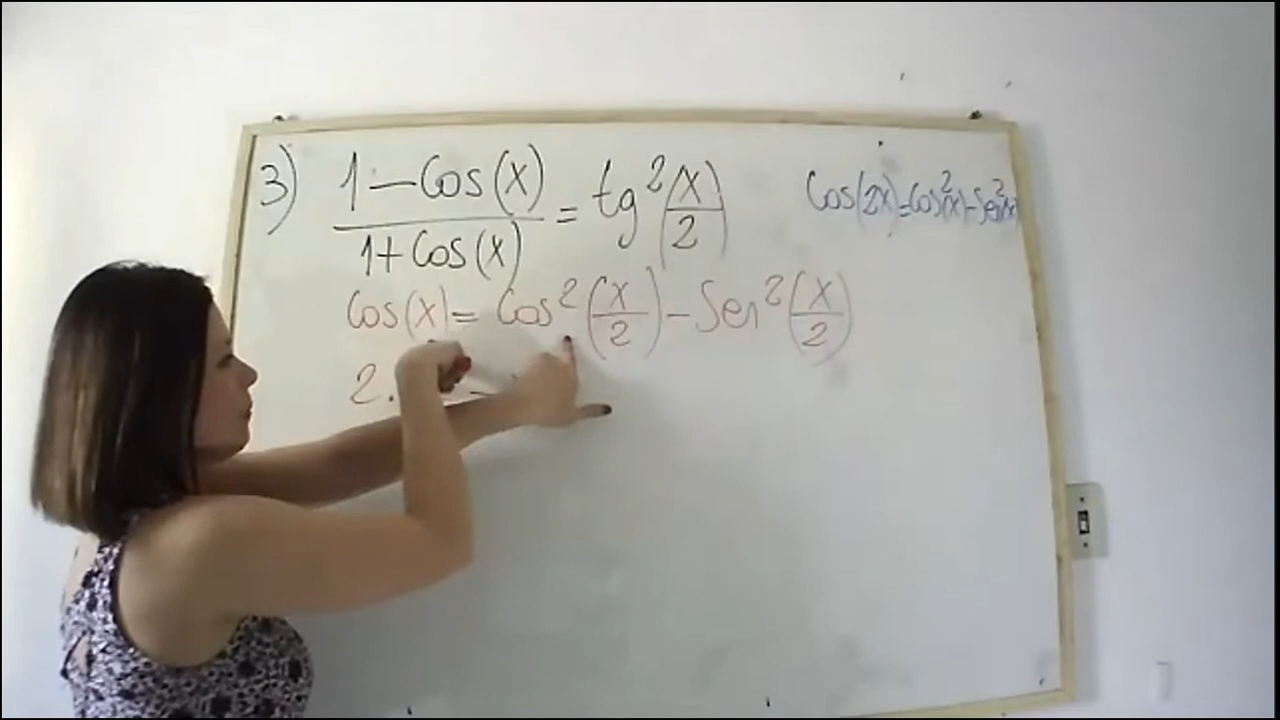 3) 1-Cos(x)/1+Cos(x) = tg²(x/2)
Cos(2x)=Cos²(x)-Sen²(x)
Cos(x)= Cos²(x/2)-Sen²(x/2)
2.